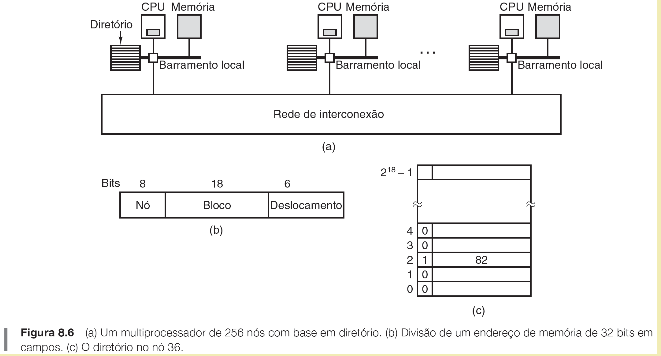 CPU Memória CPU Memória CPU Memória
Diretório
...
Barramento local Barramento local Barramento local
Rede de interconexão
(a)
Bits 8 18 6
Nó Bloco Deslocamento
(b)
2¹⁸ – 1
4 0
3 0
2 1 82
1 0
0 0
(c)
Figura 8.6 (a) Um multiprocessador de 256 nós com base em diretório. (b) Divisão de um endereço de memória de 32 bits em
campos. (c) O diretório no nó 36.